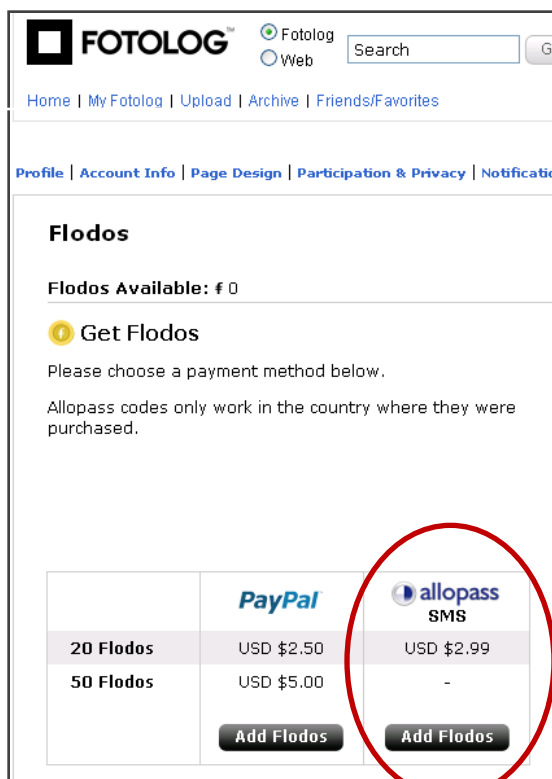 FOTOLOG™ Fotolog
Web
Search
G
Home | My Fotolog | Upload | Archive | Friends/Favorites
Profile | Account Info | Page Design | Participation & Privacy | Notificatio
Flodos
Flodos Available: ƒ 0
Get Flodos
Please choose a payment method below.
Allopass codes only work in the country where they were
purchased.
PayPal allopass
SMS
20 Flodos USD $2.50 USD $2.99
50 Flodos USD $5.00 -
Add Flodos Add Flodos